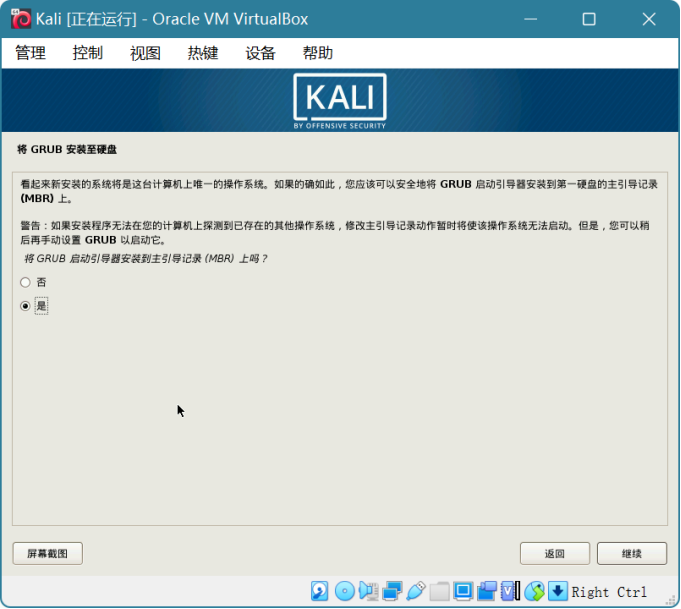 Kali [正在运行] - Oracle VM VirtualBox
管理 控制 视图 热键 设备 帮助
KALI
BY OFFENSIVE SECURITY
将 GRUB 安装至硬盘
看起来新安装的系统将是这台计算机上唯一的操作系统。如果的确如此，您应该可以安全地将 GRUB 启动引导器安装到第一硬盘的主引导记录
(MBR) 上。
警告：如果安装程序无法在您的计算机上探测到已存在的其他操作系统，修改主引导记录动作暂时将使该操作系统无法启动。但是，您可以稍
后再手动设置 GRUB 以启动它。
将 GRUB 启动引导器安装到主引导记录 (MBR) 上吗？
否
是
屏幕截图 返回 继续
Right Ctrl